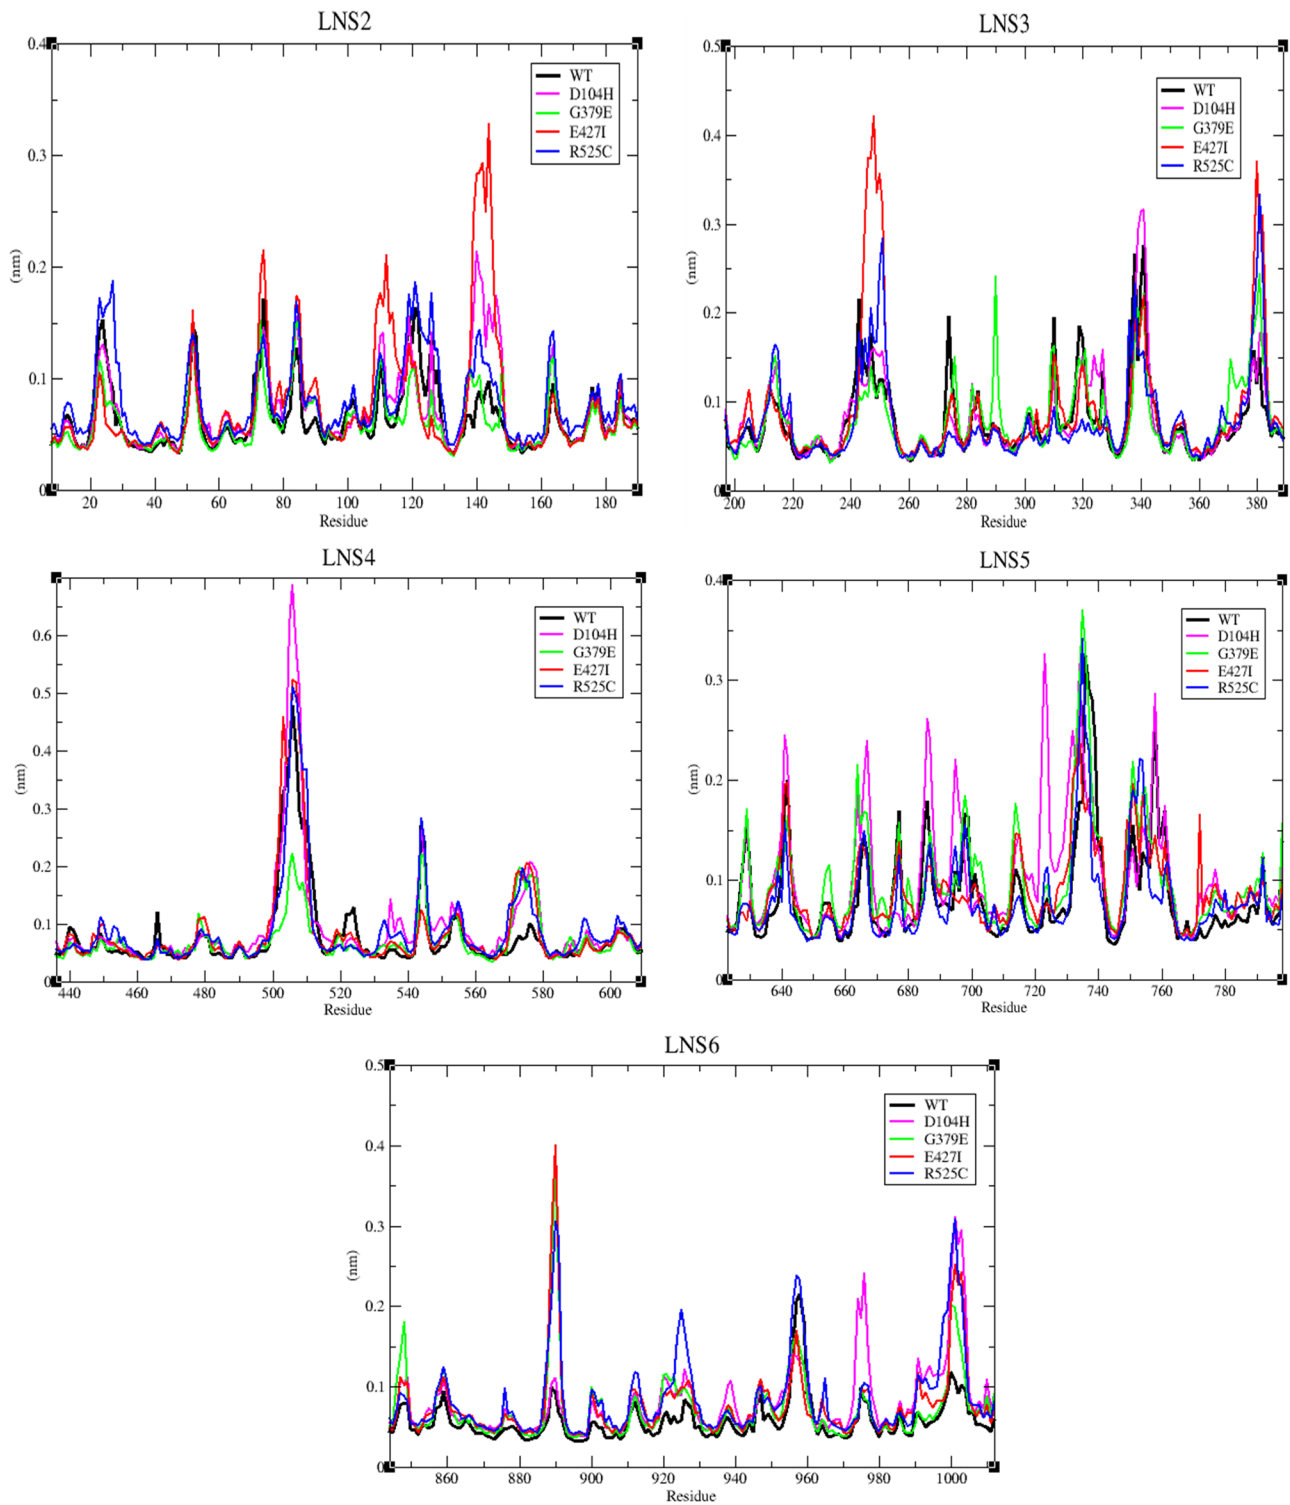 LNS2
0.4
0.3
0.2
0.1
0
(nm)
WT
D104H
G379E
E427I
R525C
20 40 60 80 100 120 140 160 180
Residue
LNS3
0.5
0.4
0.3
0.2
0.1
0
(nm)
WT
D104H
G379E
E427I
R525C
200 220 240 260 280 300 320 340 360 380
Residue
LNS4
0.6
0.5
0.4
0.3
0.2
0.1
0
(nm)
WT
D104H
G379E
E427I
R525C
440 460 480 500 520 540 560 580 600
Residue
LNS5
0.4
0.3
0.2
0.1
0
(nm)
WT
D104H
G379E
E427I
R525C
640 660 680 700 720 740 760 780
Residue
LNS6
0.5
0.4
0.3
0.2
0.1
0
(nm)
WT
D104H
G379E
E427I
R525C
860 880 900 920 940 960 980 1000
Residue